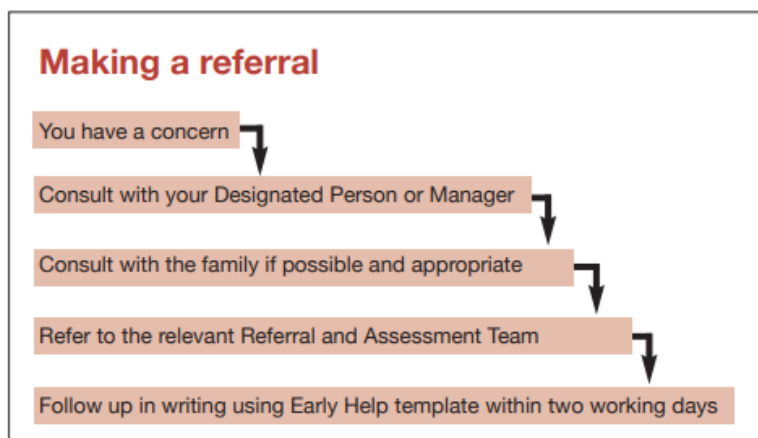 Making a referral
You have a concern
Consult with your Designated Person or Manager
Consult with the family if possible and appropriate
Refer to the relevant Referral and Assessment Team
Follow up in writing using Early Help template within two working days